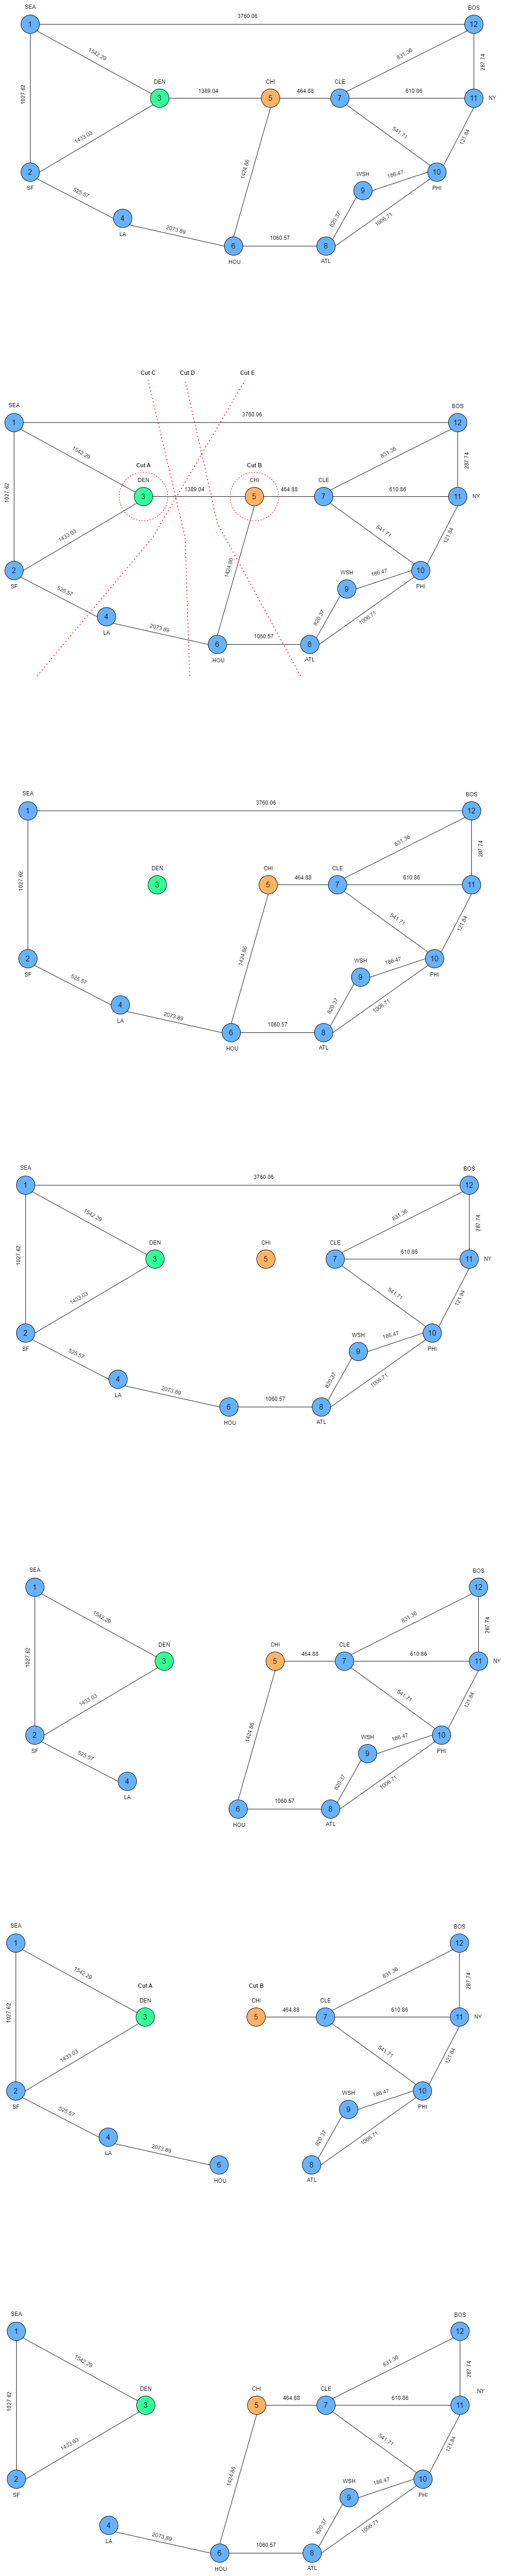 SEA
BOS
3760.06
1
12
1542.29
831.36
1027.62
287.74
DEN
CHI
CLE
3
1389.04
5
464.88
7
610.86
11
NY
1433.03
1424.86
541.71
121.84
2
SF
WSH
9
186.47
10
PHI
525.57
4
LA
2073.89
820.37
1006.71
6
HOU
1060.57
8
ATL
Cut C
Cut D
Cut E
SEA
BOS
3760.06
1
12
1542.29
831.36
1027.62
287.74
Cut A
Cut B
DEN
CHI
CLE
3
1389.04
5
464.88
7
610.86
11
NY
1433.03
1424.86
541.71
121.84
2
SF
WSH
9
186.47
10
PHI
525.57
4
LA
2073.89
820.37
1006.71
6
HOU
1060.57
8
ATL
SEA
BOS
3760.06
1
12
831.36
1027.62
287.74
DEN
CHI
CLE
3
5
464.88
7
610.86
11
NY
1424.86
541.71
121.84
2
SF
WSH
9
186.47
10
PHI
525.57
4
LA
2073.89
820.37
1006.71
6
HOU
1060.57
8
ATL
SEA
BOS
3760.06
1
12
1542.29
831.36
1027.62
287.74
DEN
CHI
CLE
3
5
7
610.86
11
NY
1433.03
541.71
121.84
2
SF
WSH
9
186.47
10
PHI
525.57
4
LA
2073.89
820.37
1006.71
6
HOU
1060.57
8
ATL
SEA
BOS
1
12
1542.29
831.36
1027.62
287.74
DEN
CHI
CLE
3
5
464.88
7
610.86
11
NY
1433.03
1424.86
541.71
121.84
2
SF
WSH
9
186.47
10
PHI
525.57
4
LA
820.37
1006.71
6
HOU
1060.57
8
ATL
SEA
BOS
1
12
1542.29
831.36
1027.62
287.74
Cut A
Cut B
DEN
CHI
CLE
3
5
464.88
7
610.86
11
NY
1433.03
541.71
121.84
2
SF
WSH
9
186.47
10
PHI
525.57
4
LA
2073.89
820.37
1006.71
6
HOU
8
ATL
SEA
BOS
1
12
1542.29
831.36
1027.62
287.74
NY
DEN
CHI
CLE
3
5
464.88
7
610.86
11
1433.03
1424.86
541.71
121.84
2
SF
WSH
9
186.47
10
PHI
4
LA
2073.89
820.37
1006.71
6
HOU
1060.57
8
ATL